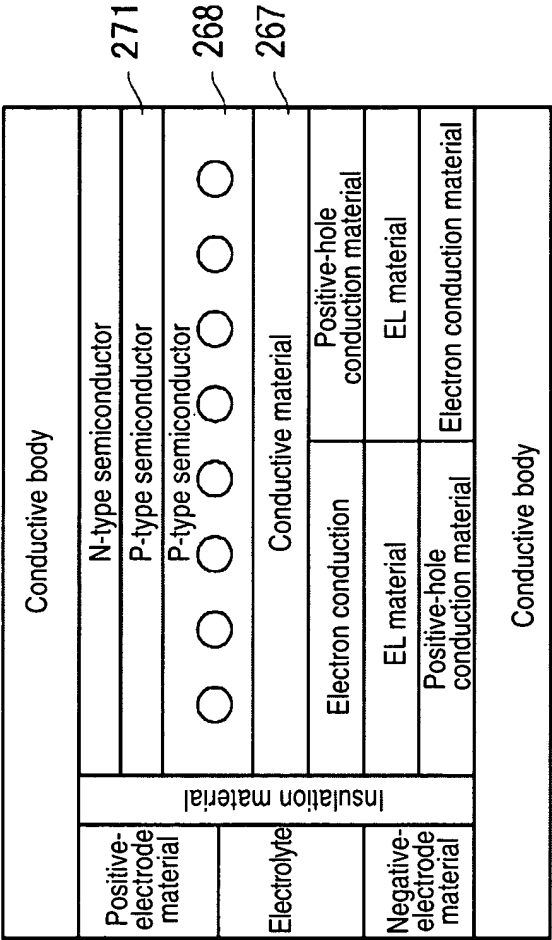 Conductive body
N-type semiconductor
P-type semiconductor
271
P-type semiconductor
268
Conductive material
267
Electron conduction
Positive-hole
conduction material
EL material
EL material
Positive-hole
conduction material
Electron conduction material
Insulation material
Positive-
electrode
material
Electrolyte
Negative-
electrode
material
Conductive body